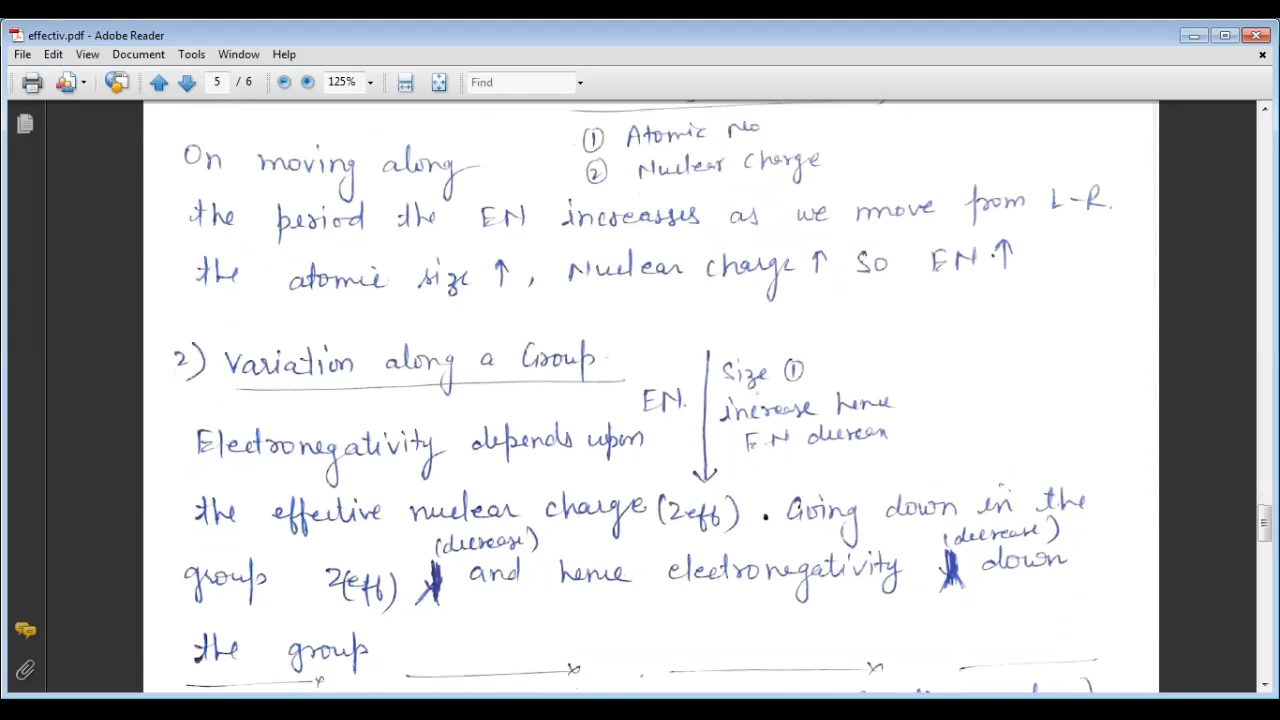 effectiv.pdf - Adobe Reader
File Edit View Document Tools Window Help
5 / 6 125% Find
① Atomic No
② Nuclear Charge
On moving along
the period the EN increasses as we move from L-R.
the atomic size ↑, Nuclear charge ↑ so EN.↑
2) Variation along a Group
EN.
Size ①
increase hence
EN decrean
Electronegativity depends upon
the effective nuclear charge (Zeff). Going down in the
(decrease) (decrease)
group Z(eff) and hence electronegativity down
the group